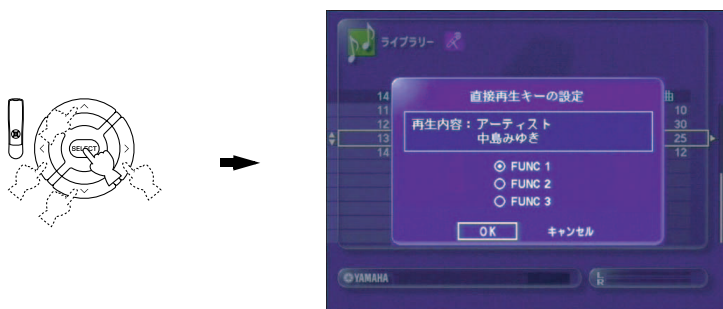 SELECT
ライブラリー
14 曲
11 10
12 30
13 25
14 12
直接再生キーの設定
再生内容：アーティスト
中島みゆき
FUNC 1
FUNC 2
FUNC 3
OK キャンセル
YAMAHA
L
R